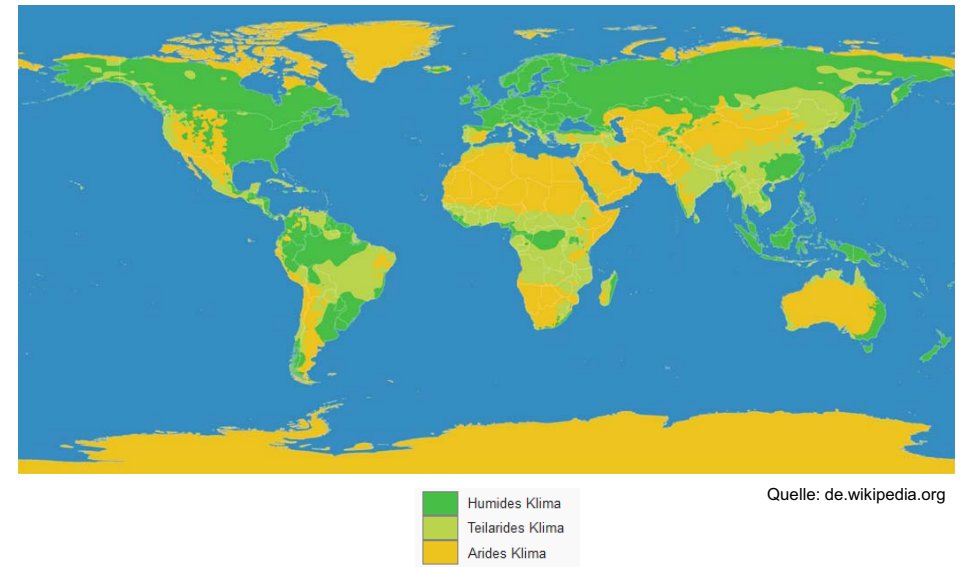 Quelle: de.wikipedia.org
Humides Klima
Teilarides Klima
Arides Klima